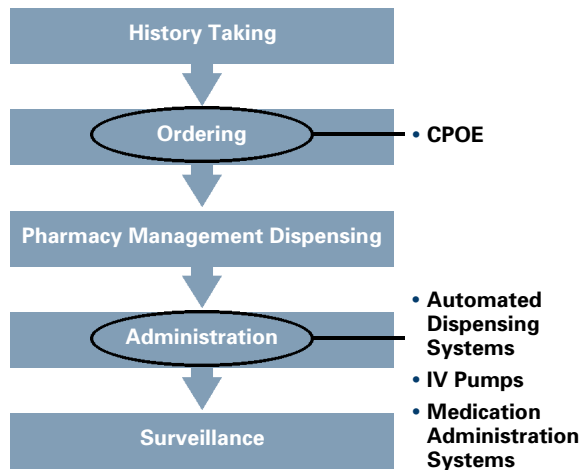 History Taking
Ordering
• CPOE
Pharmacy Management Dispensing
Administration
• Automated
Dispensing
Systems
• IV Pumps
• Medication
Administration
Systems
Surveillance